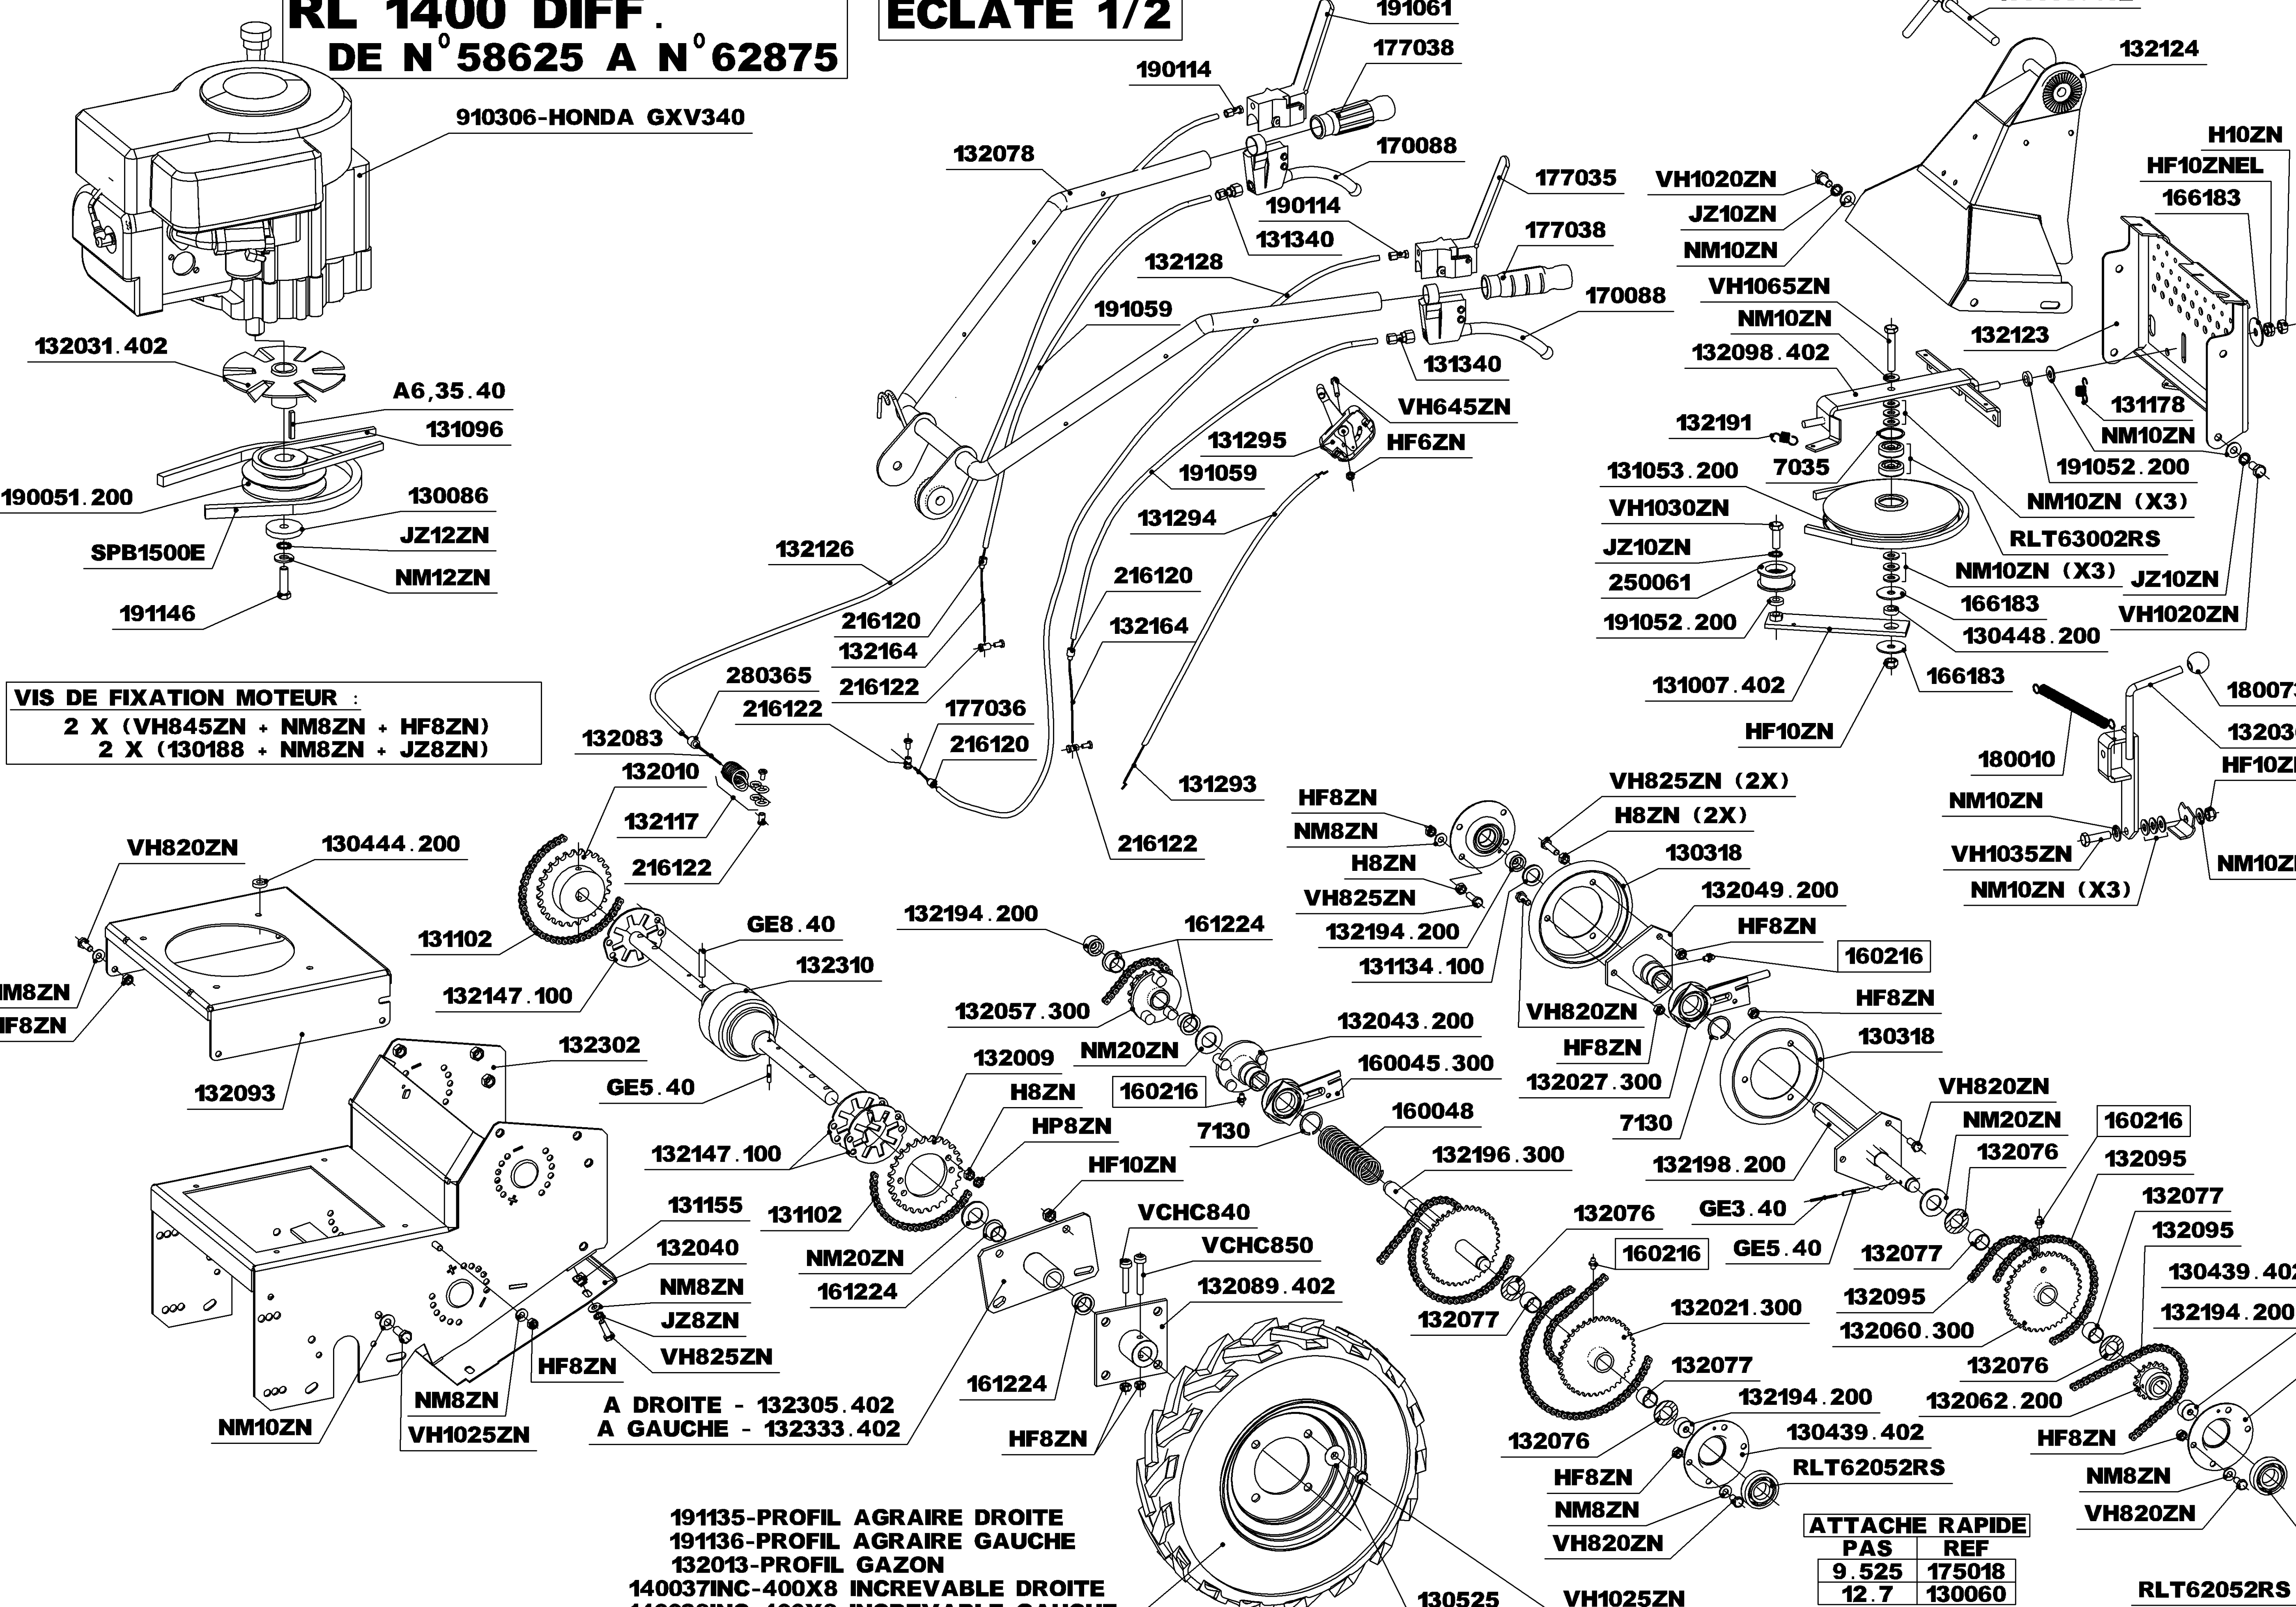 RL 1400 DIFF.
DE N°58625 A N°62875
ECLATE 1/2
910306-HONDA GXV340
132031.402
A6,35.40
131096
190051.200
130086
JZ12ZN
SPB1500E
NM12ZN
191146
VIS DE FIXATION MOTEUR :
2 X (VH845ZN + NM8ZN + HF8ZN)
2 X (130188 + NM8ZN + JZ8ZN)
191061
177038
190114
132078
170088
177035
190114
131340
177038
132128
191059
170088
131340
VH645ZN
131295
HF6ZN
191059
131294
132126
216120
216120
132164
132164
216122
280365
216122
177036
132083
216120
132010
131293
132117
216122
216122
132124
H10ZN
HF10ZNEL
VH1020ZN
166183
JZ10ZN
NM10ZN
VH1065ZN
NM10ZN
132123
132098.402
131178
132191
NM10ZN
7035
191052.200
131053.200
NM10ZN (X3)
VH1030ZN
RLT63002RS
JZ10ZN
NM10ZN (X3)
JZ10ZN
250061
166183
VH1020ZN
191052.200
130448.200
131007.402
166183
HF10ZN
180010
NM10ZN
VH1035ZN
NM10ZN (X3)
VH820ZN
130444.200
132093
131102
GE8.40
132310
132147.100
132302
GE5.40
132147.100
132009
H8ZN
HP8ZN
HF10ZN
131155
131102
132040
NM20ZN
NM8ZN
161224
JZ8ZN
VH825ZN
HF8ZN
NM8ZN
NM10ZN
VH1025ZN
A DROITE - 132305.402
A GAUCHE - 132333.402
VCHC840
VCHC850
132089.402
161224
HF8ZN
132194.200
161224
132057.300
NM20ZN
132043.200
160216
160045.300
7130
160048
132196.300
HF8ZN
VH825ZN (2X)
NM8ZN
H8ZN (2X)
H8ZN
130318
VH825ZN
132049.200
132194.200
HF8ZN
131134.100
160216
VH820ZN
HF8ZN
HF8ZN
130318
132027.300
VH820ZN
7130
NM20ZN
160216
132198.200
132076
132095
GE3.40
132077
GE5.40
132077
132095
132095
132060.300
132194.200
132076
132062.200
132076
160216
132077
132021.300
132077
132194.200
132076
130439.402
HF8ZN
RLT62052RS
NM8ZN
VH820ZN
HF8ZN
NM8ZN
VH820ZN
191135-PROFIL AGRAIRE DROITE
191136-PROFIL AGRAIRE GAUCHE
132013-PROFIL GAZON
140037INC-400X8 INCREVABLE DROITE
130525
VH1025ZN
ATTACHE RAPIDE
PAS REF
9.525 175018
12.7 130060
RLT62052RS